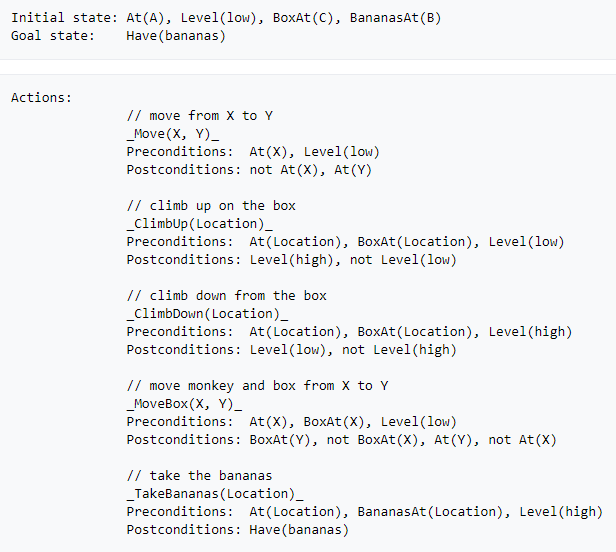 Initial state: At(A), Level(low), BoxAt(C), BananasAt(B)
Goal state:    Have(bananas)
Actions:
// move from X to Y
_Move(X, Y)_
Preconditions:  At(X), Level(low)
Postconditions: not At(X), At(Y)
// climb up on the box
_ClimbUp(Location)_
Preconditions:  At(Location), BoxAt(Location), Level(low)
Postconditions: Level(high), not Level(low)
// climb down from the box
_ClimbDown(Location)_
Preconditions:  At(Location), BoxAt(Location), Level(high)
Postconditions: Level(low), not Level(high)
// move monkey and box from X to Y
_MoveBox(X, Y)_
Preconditions:  At(X), BoxAt(X), Level(low)
Postconditions: BoxAt(Y), not BoxAt(X), At(Y), not At(X)
// take the bananas
_TakeBananas(Location)_
Preconditions:  At(Location), BananasAt(Location), Level(high)
Postconditions: Have(bananas)